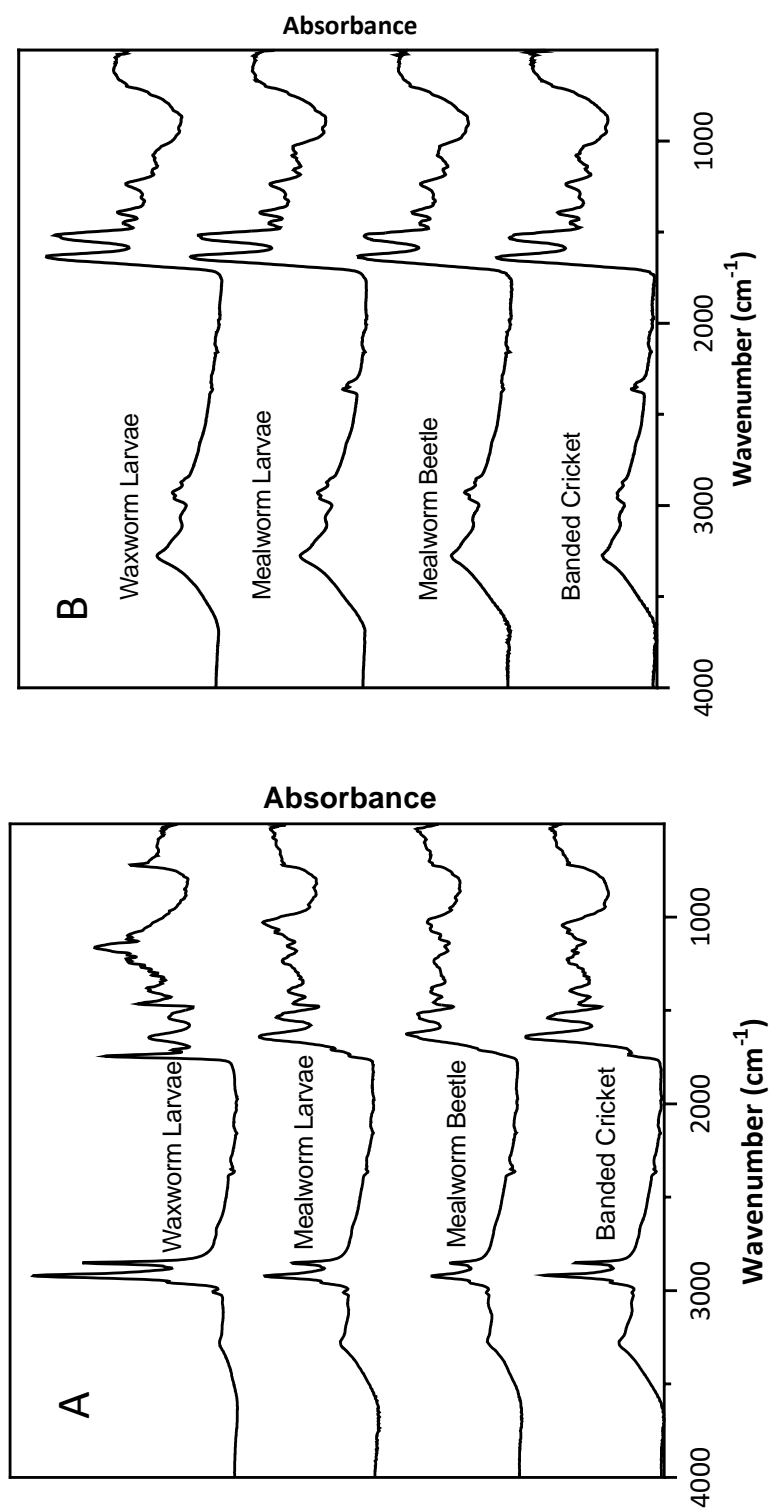 A
Waxworm Larvae
Mealworm Larvae
Mealworm Beetle
Banded Cricket
4000
3000
2000
1000
Wavenumber (cm⁻¹)
Absorbance
B
Waxworm Larvae
Mealworm Larvae
Mealworm Beetle
Banded Cricket
4000
3000
2000
1000
Wavenumber (cm⁻¹)
Absorbance